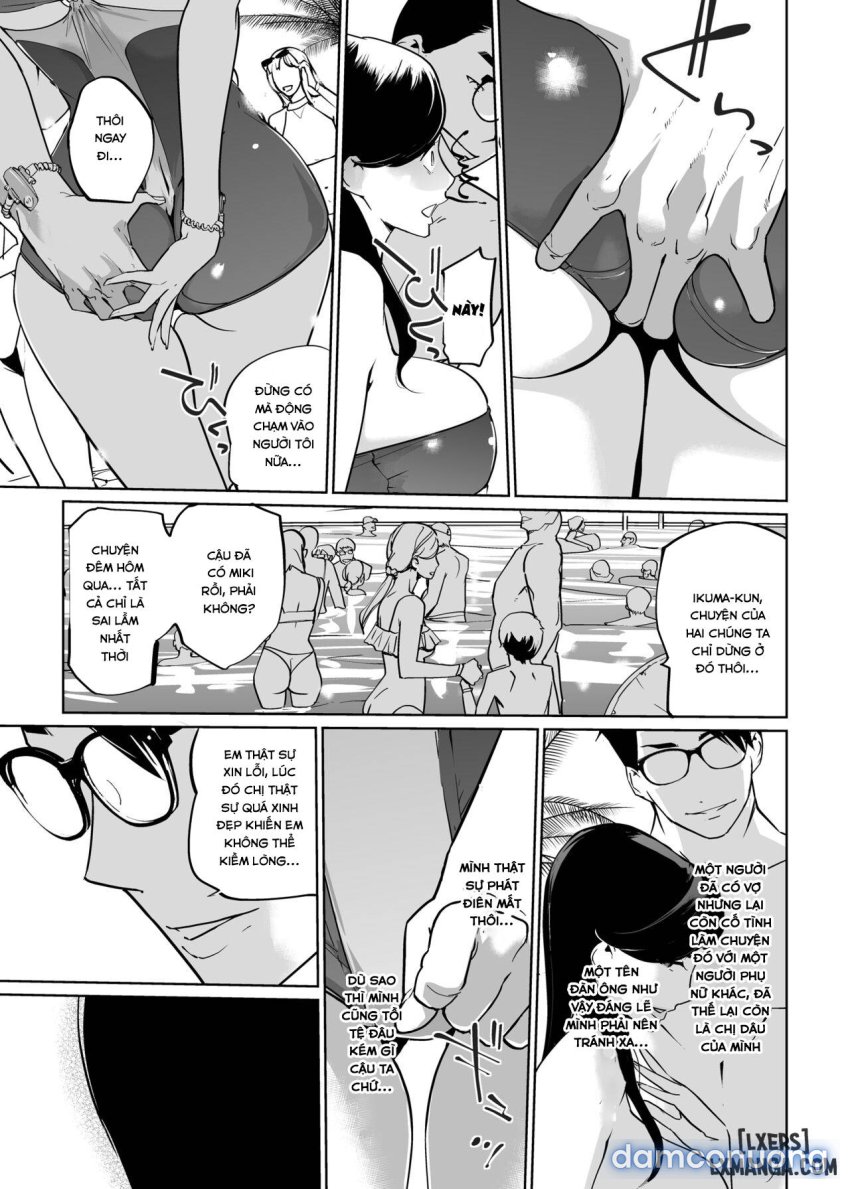 NÀY!
THÔI
NGAY
ĐI...
ĐỪNG CÓ
MÀ ĐỘNG
CHẠM VÀO
NGƯỜI TÔI
NỮA...
IKUMA-KUN,
CHUYỆN CỦA
HAI CHÚNG TA
CHỈ DỪNG Ở
ĐÓ THÔI...
CẬU ĐÃ
CÓ MIKI
RỒI, PHẢI
KHÔNG?
CHUYỆN
ĐÊM HÔM
QUA... TẤT
CẢ CHỈ LÀ
SAI LẦM
NHẤT
THỜI
MỘT NGƯỜI
ĐÃ CÓ VỢ
NHƯNG LẠI
CÒN CỐ TÌNH
LÀM CHUYỆN
ĐÓ VỚI MỘT
NGƯỜI PHỤ
NỮ KHÁC, ĐÃ
THẾ LẠI CÒN
LÀ CHỊ DÂU
CỦA MÌNH
MỘT TÊN
ĐÀN ÔNG NHƯ
VẬY ĐÁNG LẼ
MÌNH PHẢI NÊN
TRÁNH XA...
MÌNH THẬT
SỰ PHÁT
ĐIÊN MẤT
THÔI...
DÙ SAO
THÌ MÌNH
CŨNG TỒI
TỆ ĐÂU
KÉM GÌ
CẬU TA
CHỨ...
EM THẬT SỰ
XIN LỖI, LÚC
ĐÓ CHỊ THẬT
SỰ QUÁ XINH
ĐẸP KHIẾN EM
KHÔNG THỂ
KIỀM LÒNG...
[LXERS]
damconuong
LXMANGA.COM